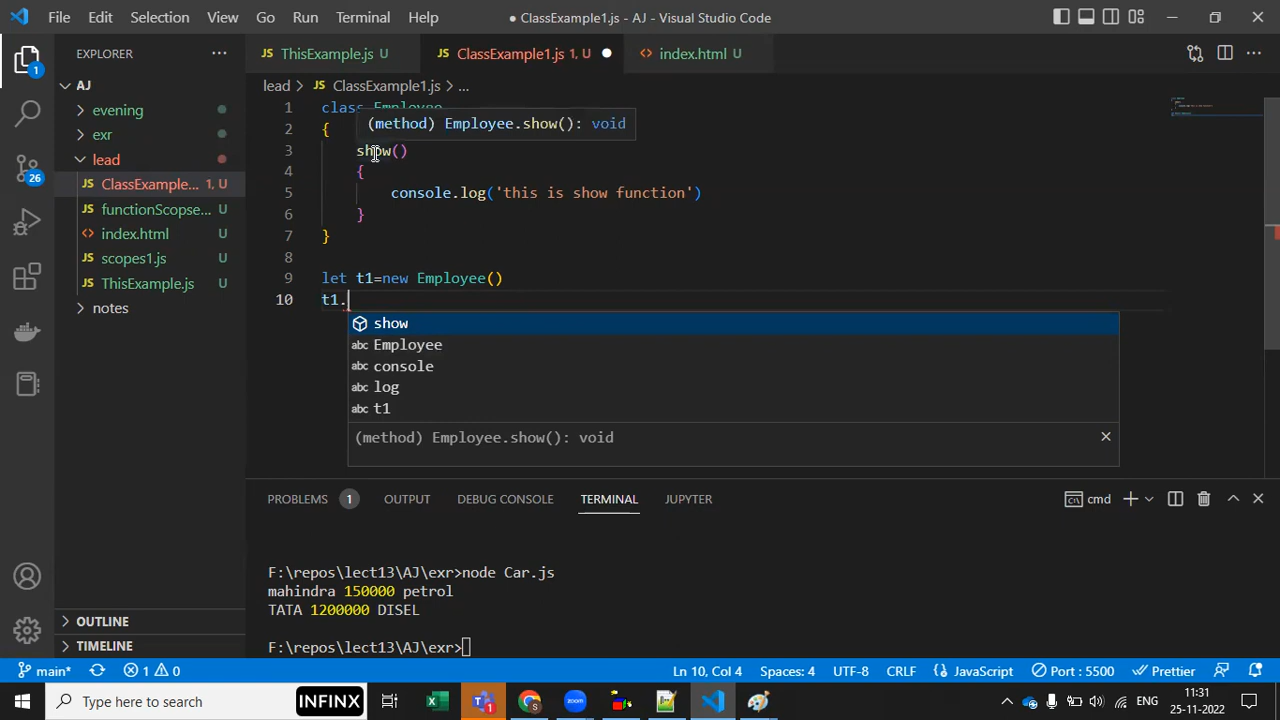 File Edit Selection View Go Run Terminal Help ● ClassExample1.js - AJ - Visual Studio Code
EXPLORER ···
ThisExample.js U
ClassExample1.js 1, U
index.html U
lead > ClassExample1.js > ...
AJ
evening
exr
lead
ClassExample... 1, U
functionScopse... U
index.html U
scopes1.js U
ThisExample.js U
notes
OUTLINE
TIMELINE
1
26
1 class Employee
2 {
(method) Employee.show(): void
3 show()
4 {
5 console.log('this is show function')
6 }
7 }
8
9 let t1=new Employee()
10 t1.
show
Employee
console
log
t1
(method) Employee.show(): void
PROBLEMS 1 OUTPUT DEBUG CONSOLE TERMINAL JUPYTER cmd
F:\repos\lect13\AJ\exr>node Car.js
mahindra 150000 petrol
TATA 1200000 DISEL
F:\repos\lect13\AJ\exr>
main* 1 0 Ln 10, Col 4 Spaces: 4 UTF-8 CRLF JavaScript Port : 5500 Prettier
Type here to search INFINX ENG 11:31
25-11-2022